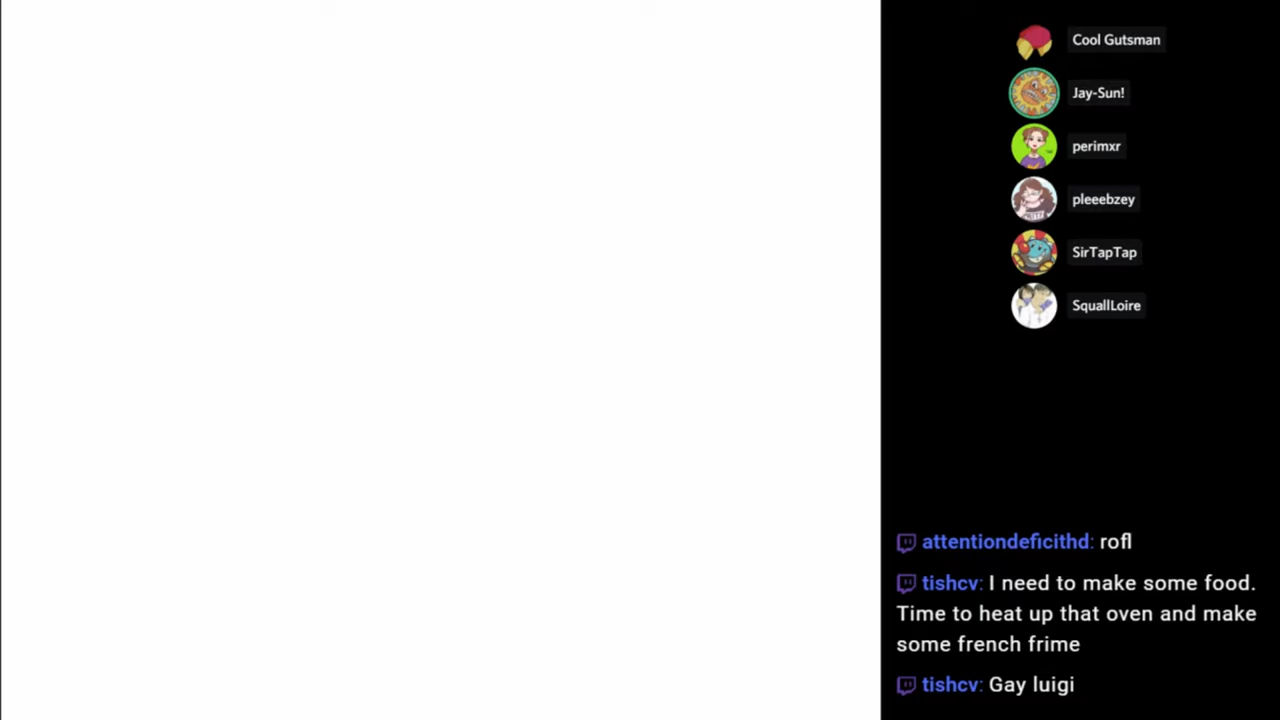 Cool Gutsman
Jay-Sun!
perimxr
pleeebzey
SirTapTap
SquallLoire
attentiondeficithd: rofl
tishcv: I need to make some food.
Time to heat up that oven and make
some french frime
tishcv: Gay luigi